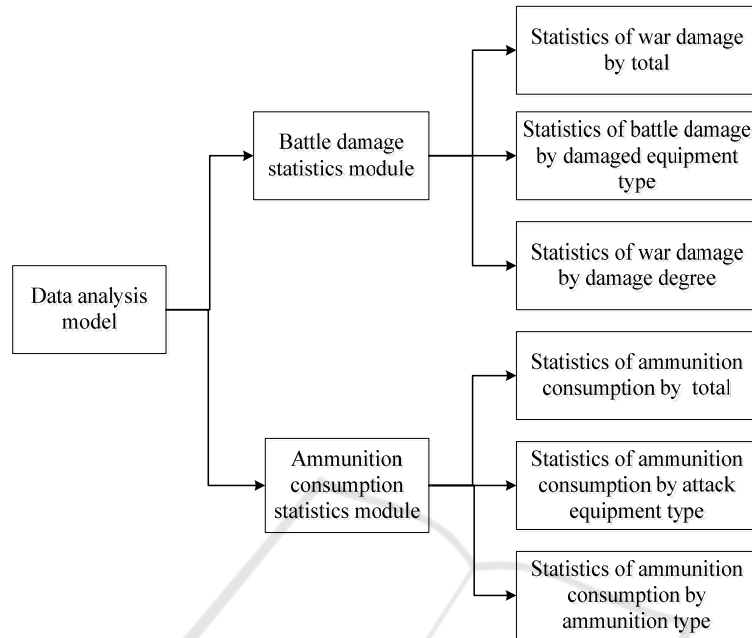 Statistics of war damage
by total
Battle damage
statistics module
Statistics of battle damage
by damaged equipment
type
Statistics of war damage
by damage degree
Data analysis
model
Statistics of ammunition
consumption by total
Ammunition
consumption
statistics module
Statistics of ammunition
consumption by attack
equipment type
Statistics of ammunition
consumption by
ammunition type